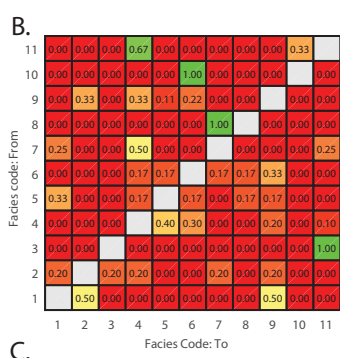 B.
11 0.00 0.00 0.00 0.67 0.00 0.00 0.00 0.00 0.00 0.33
10 0.00 0.00 0.00 0.00 0.00 1.00 0.00 0.00 0.00 0.00
9 0.00 0.33 0.00 0.33 0.11 0.22 0.00 0.00 0.00 0.00
8 0.00 0.00 0.00 0.00 0.00 0.00 1.00 0.00 0.00 0.00
7 0.25 0.00 0.00 0.50 0.00 0.00 0.00 0.00 0.00 0.25
6 0.00 0.00 0.00 0.17 0.17 0.17 0.17 0.33 0.00 0.00
5 0.33 0.00 0.00 0.17 0.17 0.00 0.17 0.17 0.00 0.00
4 0.00 0.00 0.00 0.40 0.30 0.00 0.00 0.20 0.00 0.10
3 0.00 0.00 0.00 0.00 0.00 0.00 0.00 0.00 0.00 1.00
2 0.20 0.20 0.20 0.00 0.00 0.20 0.00 0.20 0.00 0.00
1 0.50 0.00 0.00 0.00 0.00 0.00 0.00 0.50 0.00 0.00
1 2 3 4 5 6 7 8 9 10 11
Facies code: From
Facies Code: To
C.